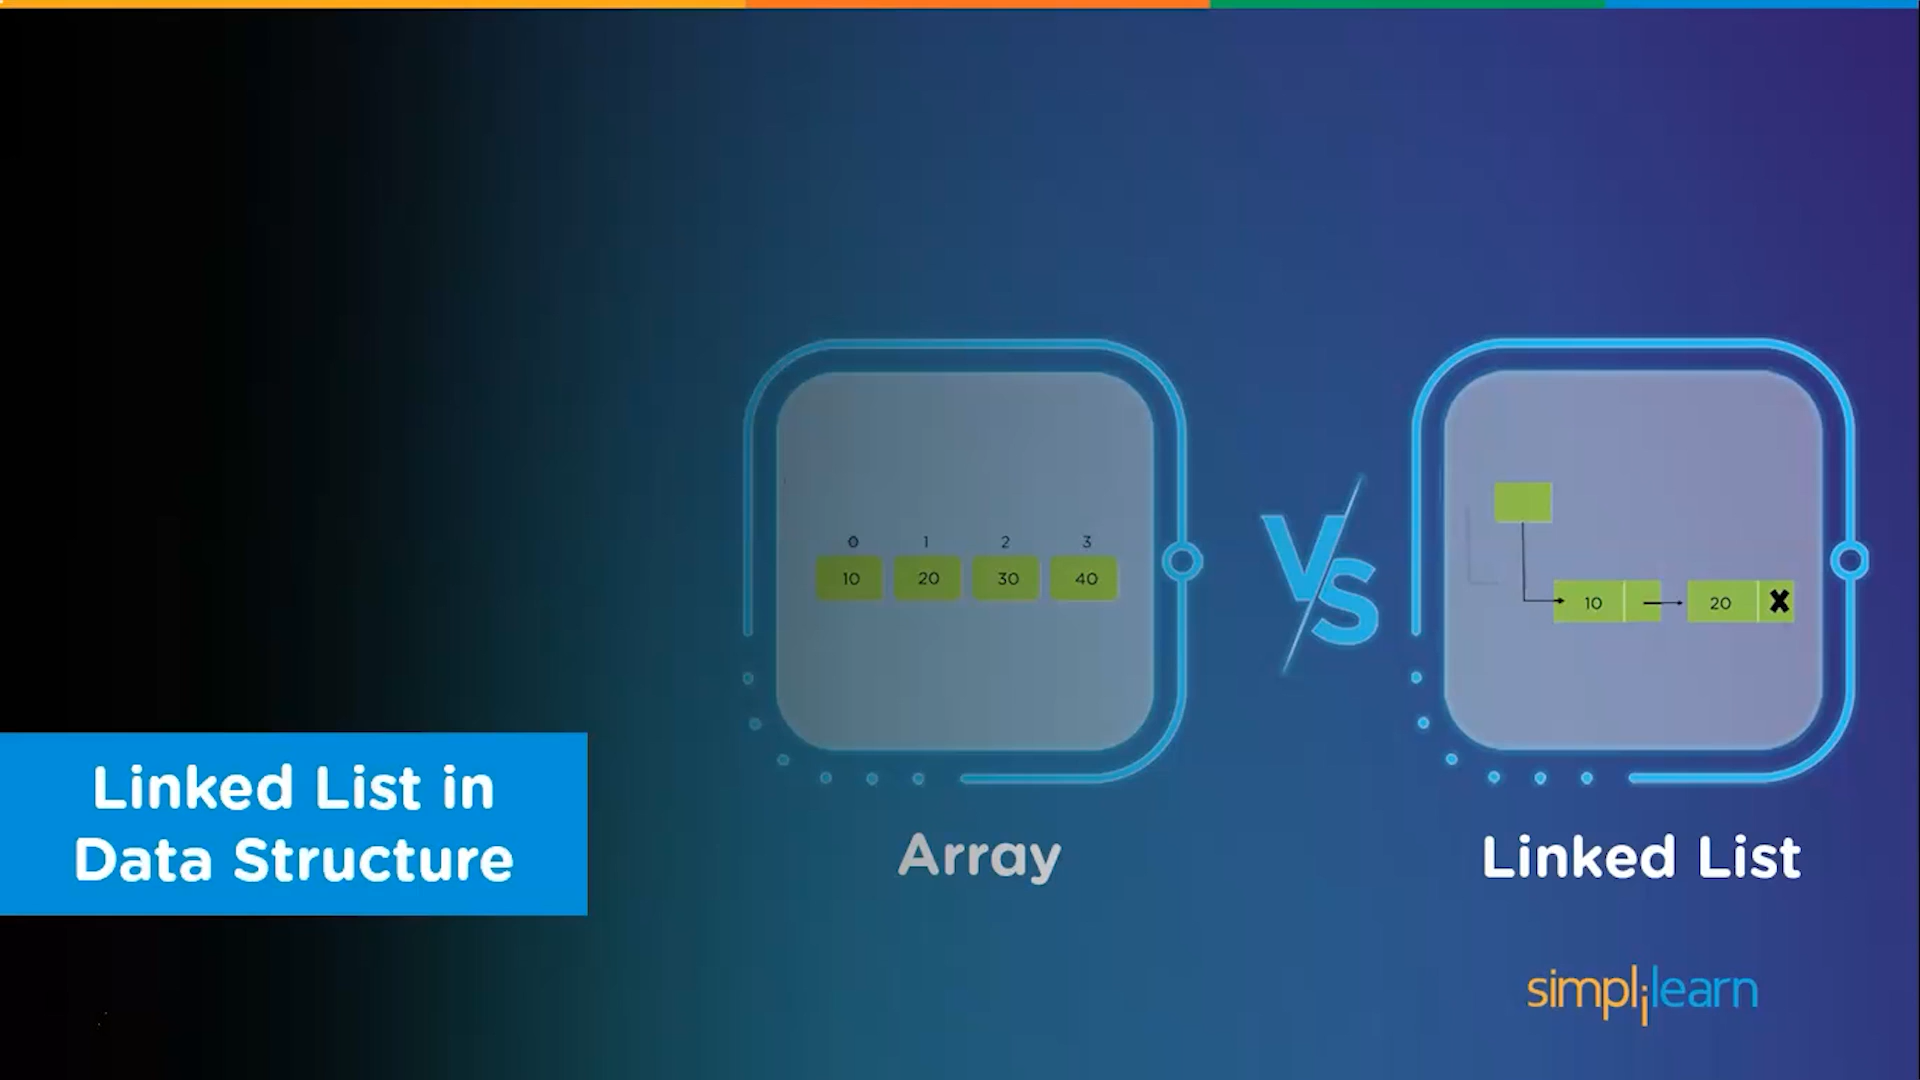 0 1 2 3
10 20 30 40
VS
10 20 X
Linked List in
Data Structure
Array
Linked List
simplilearn